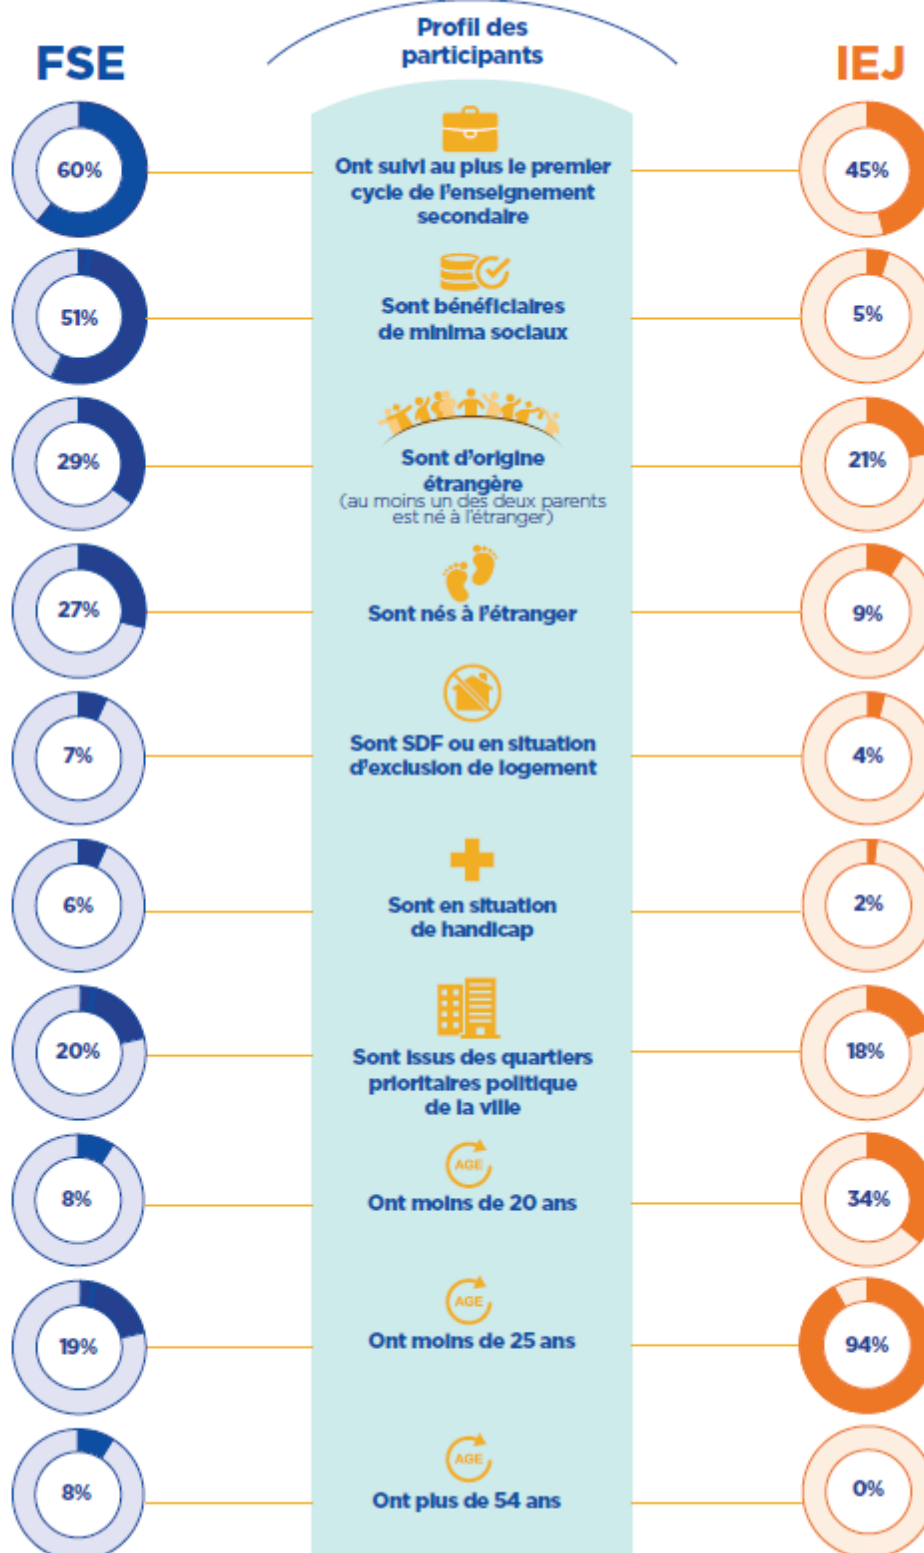 Profil des
participants
FSE
IEJ
60%
Ont suivi au plus le premier
cycle de l'enseignement
secondaire
45%
51%
Sont bénéficiaires
de minima sociaux
5%
29%
Sont d'origine
étrangère
(au moins un des deux parents
est né à l'étranger)
21%
27%
Sont nés à l'étranger
9%
7%
Sont SDF ou en situation
d'exclusion de logement
4%
6%
Sont en situation
de handicap
2%
20%
Sont issus des quartiers
prioritaires politique
de la ville
18%
AGE
8%
Ont moins de 20 ans
34%
AGE
19%
Ont moins de 25 ans
94%
AGE
8%
Ont plus de 54 ans
0%